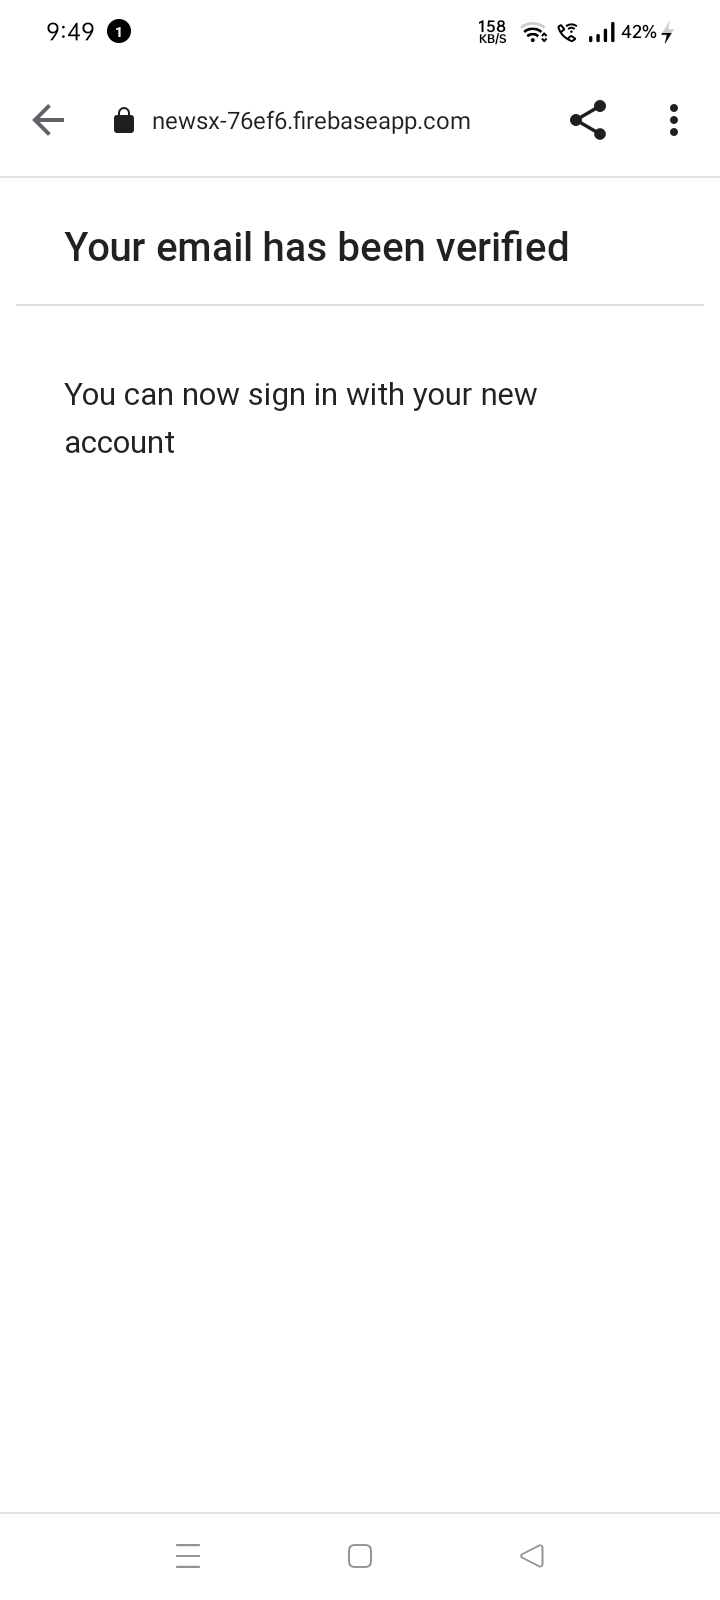 9:49 1 158 KB/S 42%
newsx-76ef6.firebaseapp.com
Your email has been verified
You can now sign in with your new
account